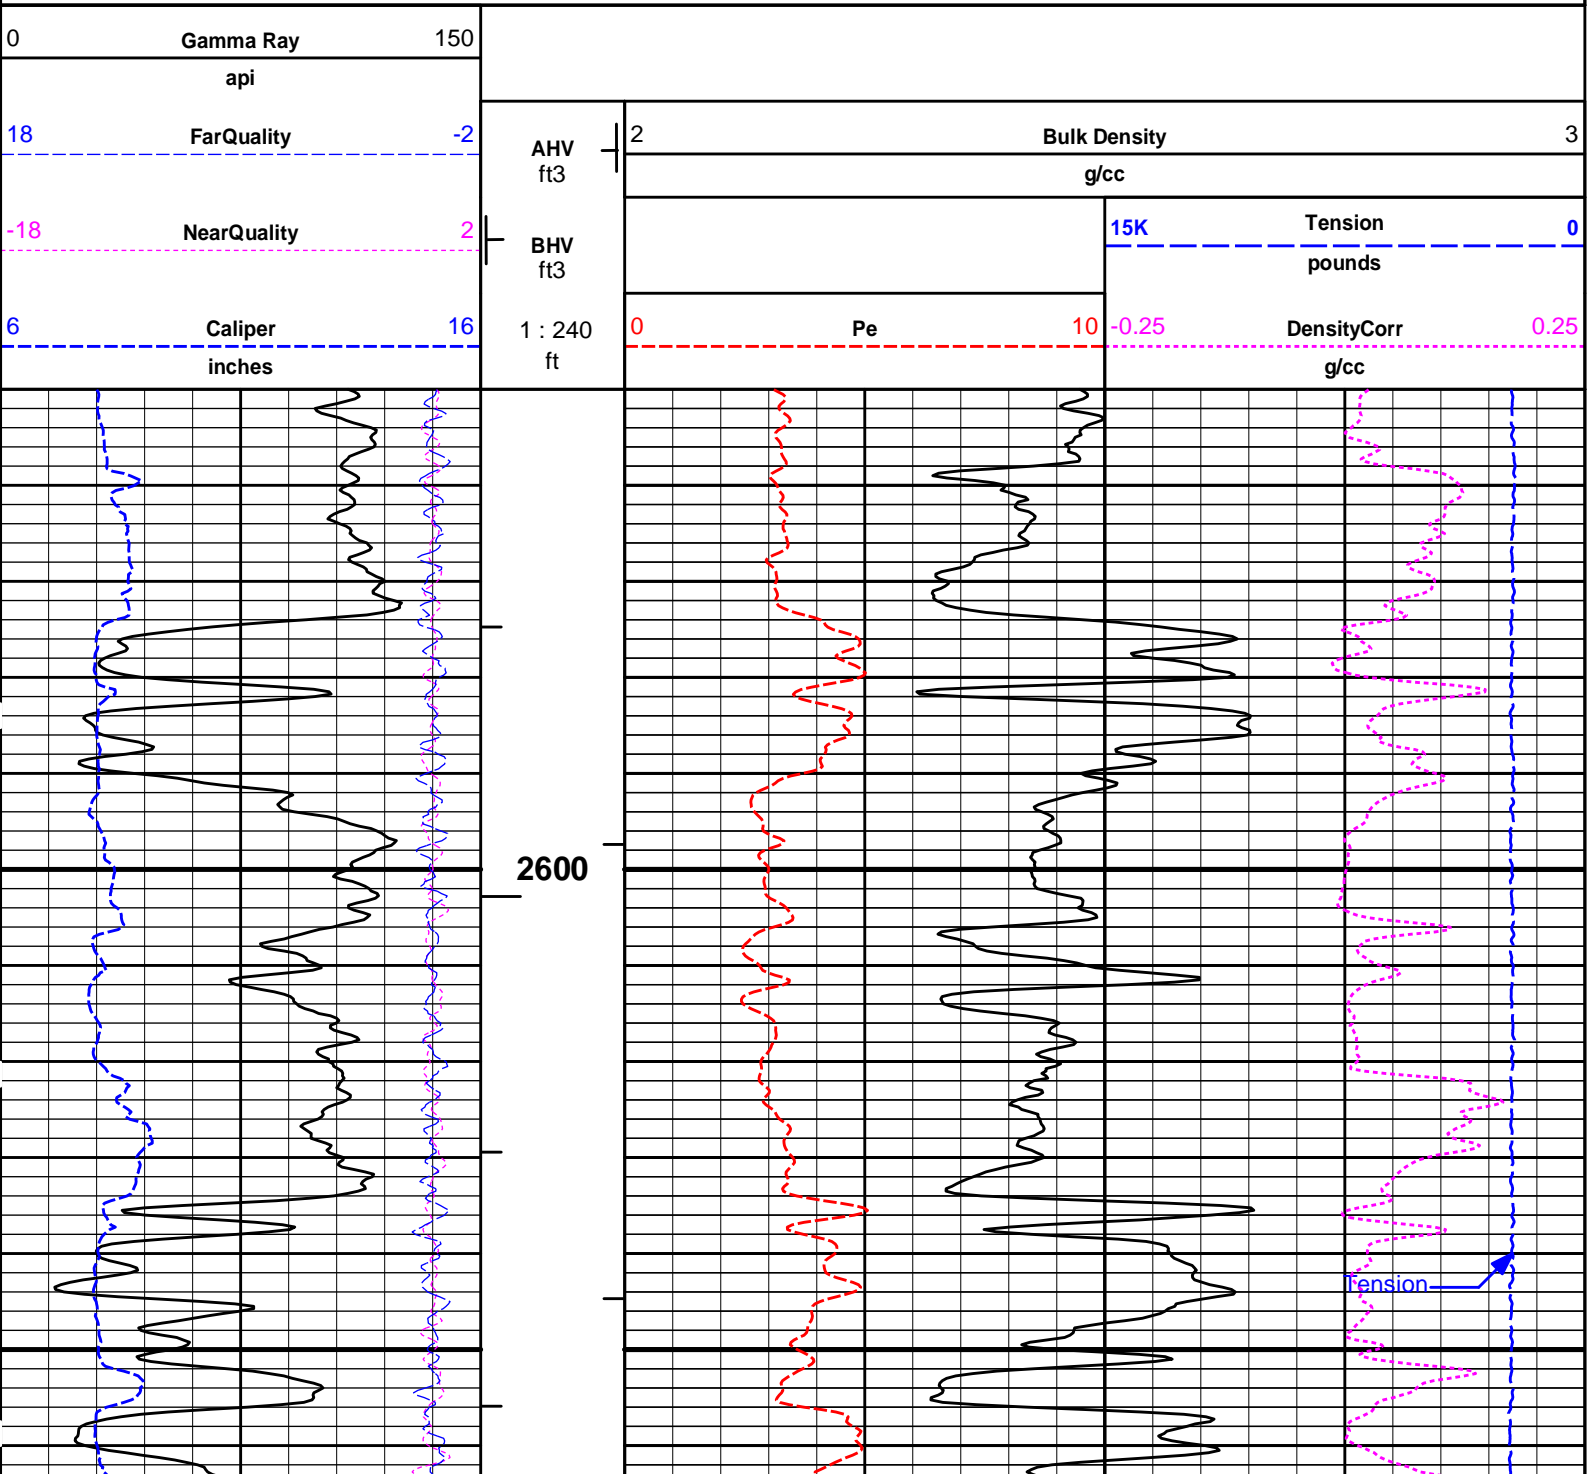 0 Gamma Ray 150
api
18 FarQuality -2
-18 NearQuality 2
6 Caliper 16
inches
AHV
ft3
BHV
ft3
1 : 240
ft
2 Bulk Density 3
g/cc
15K Tension 0
pounds
0 Pe 10
-0.25 DensityCorr 0.25
g/cc
2600
Tension